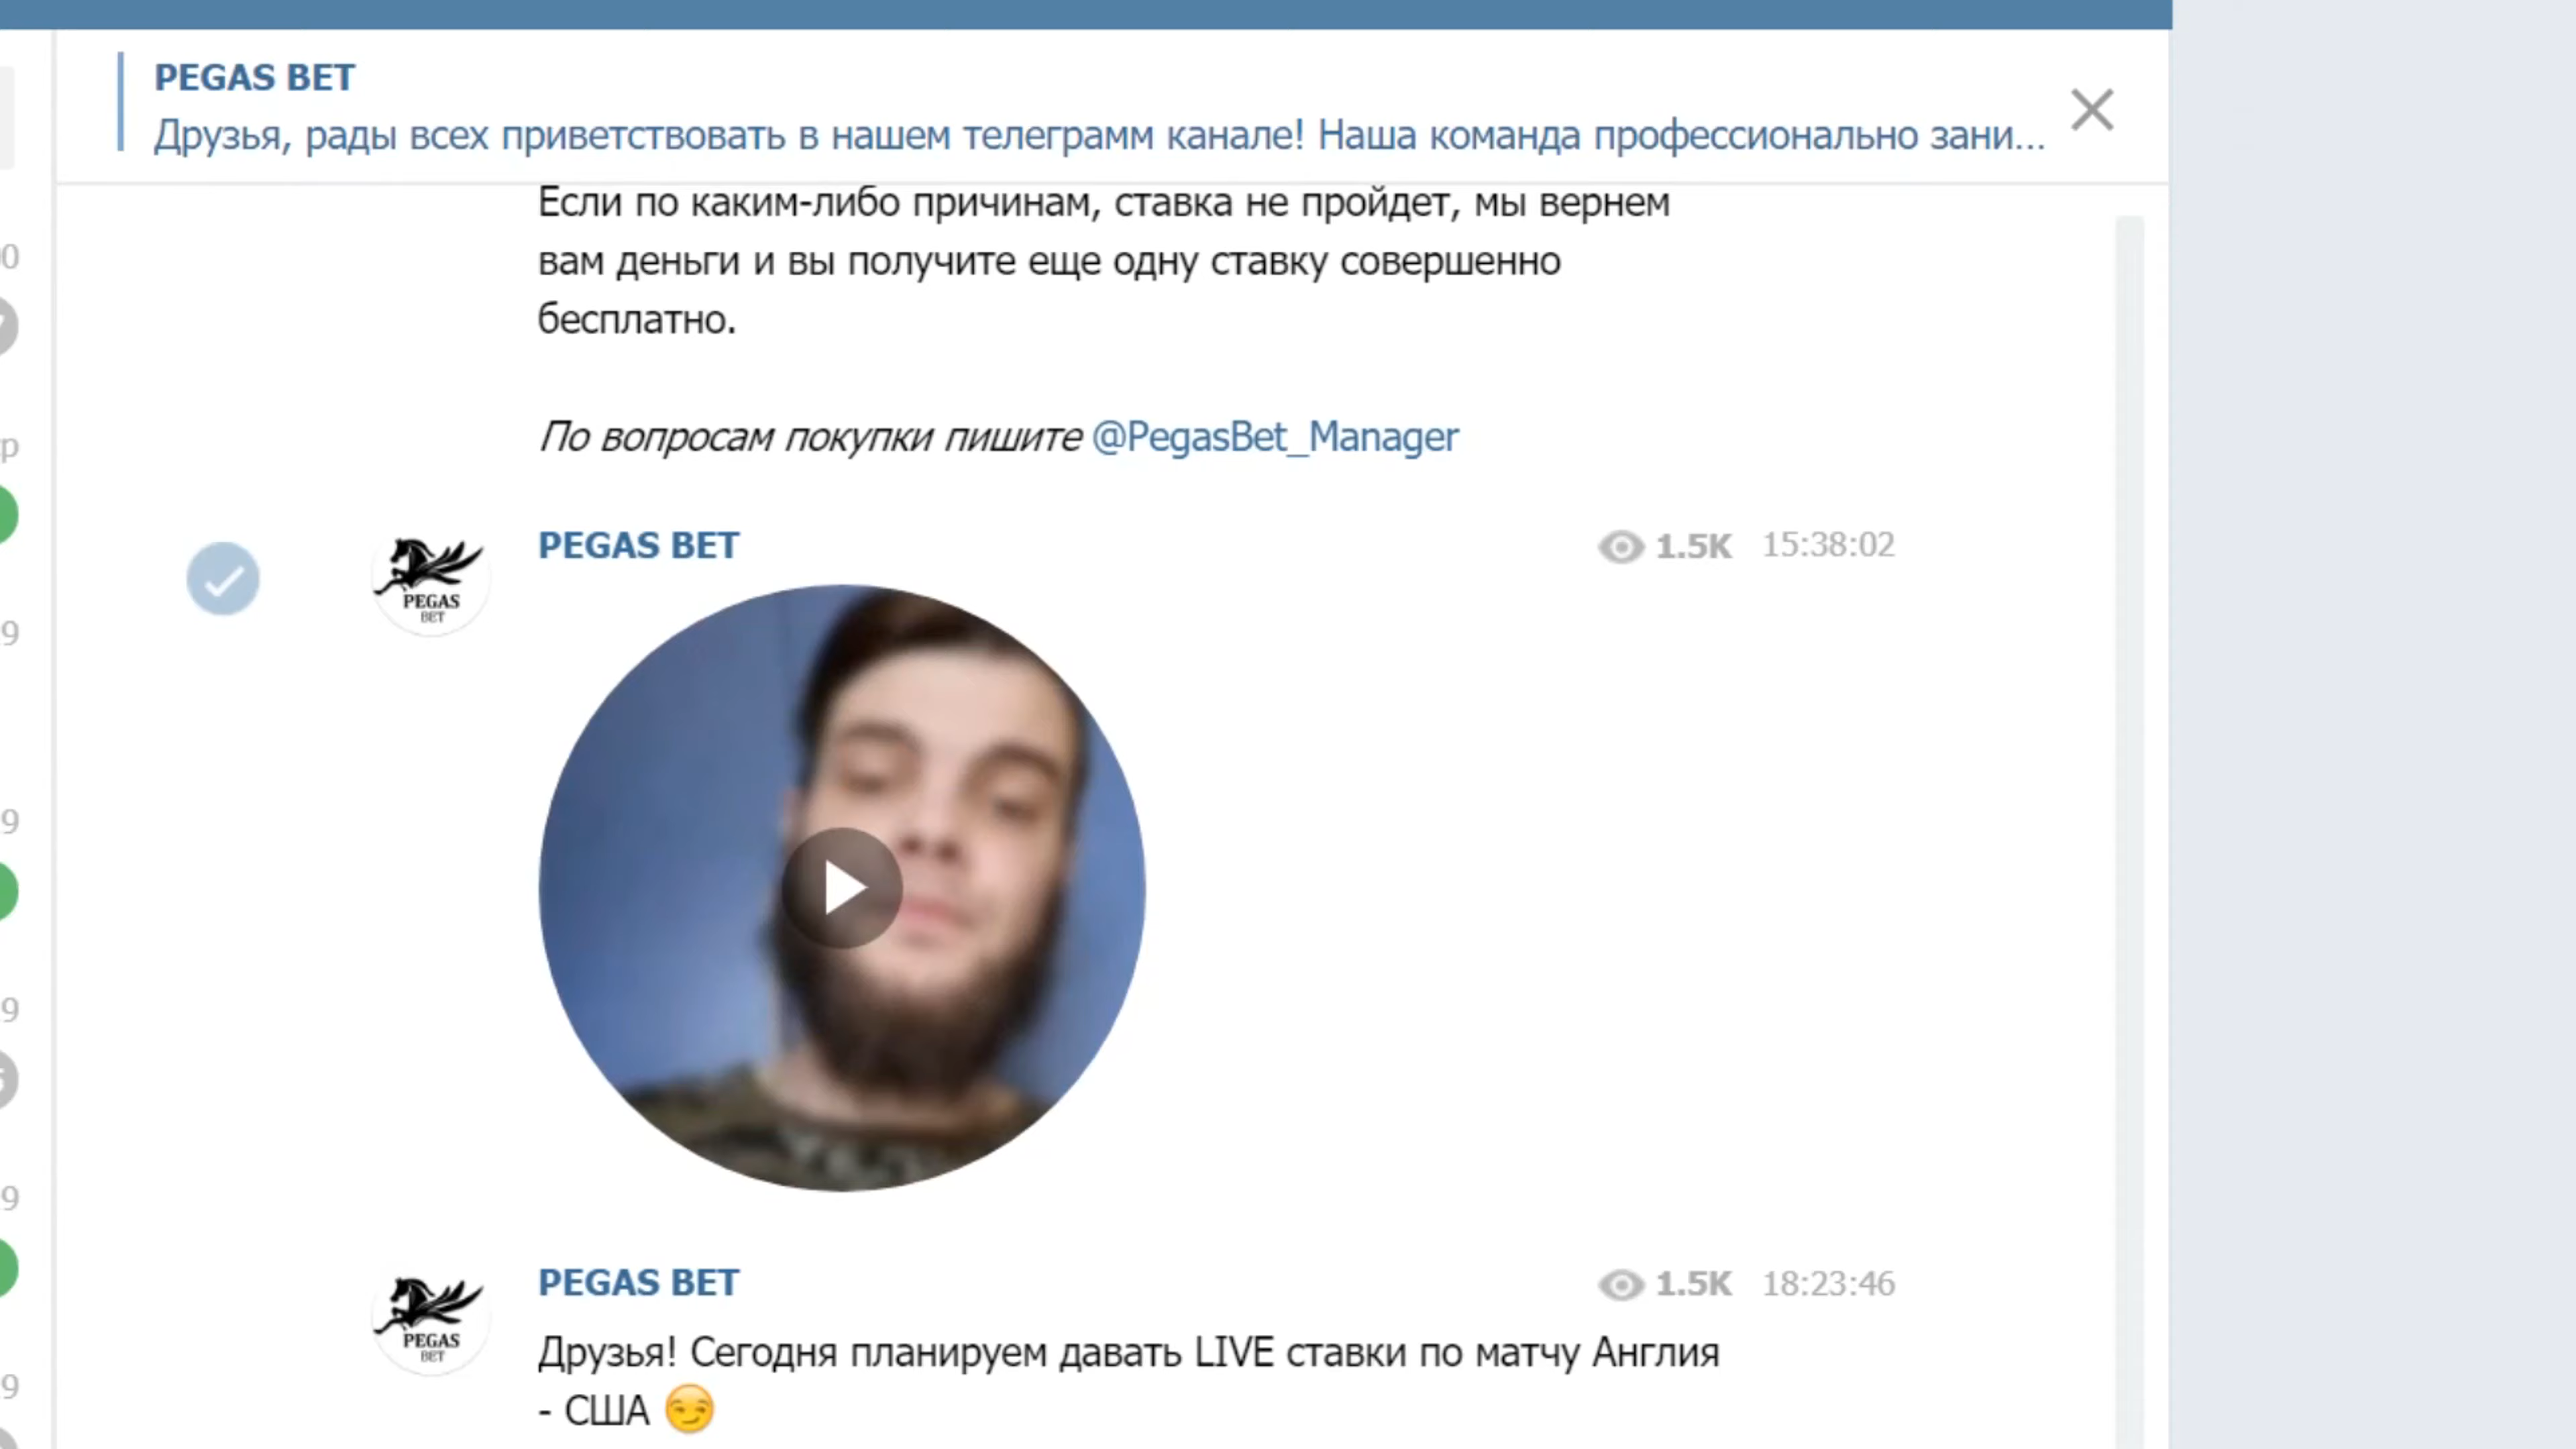 PEGAS BET
Друзья, рады всех приветствовать в нашем телеграмм канале! Наша команда профессионально зани...
Если по каким-либо причинам, ставка не пройдет, мы вернем
вам деньги и вы получите еще одну ставку совершенно
бесплатно.
По вопросам покупки пишите @PegasBet_Manager
PEGAS BET 1.5K 15:38:02
PEGAS
BET
PEGAS BET 1.5K 18:23:46
PEGAS
BET
Друзья! Сегодня планируем давать LIVE ставки по матчу Англия
- США